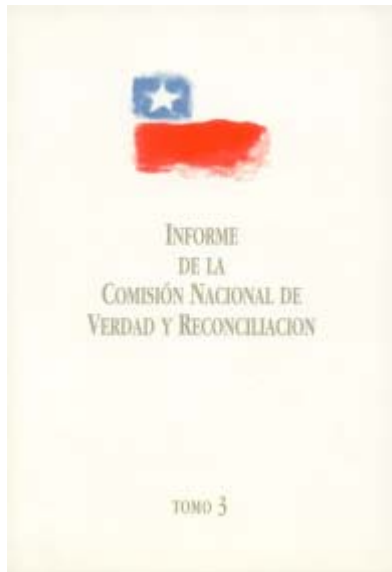 INFORME
DE LA
COMISIÓN NACIONAL DE
VERDAD Y RECONCILIACION
TOMO 3